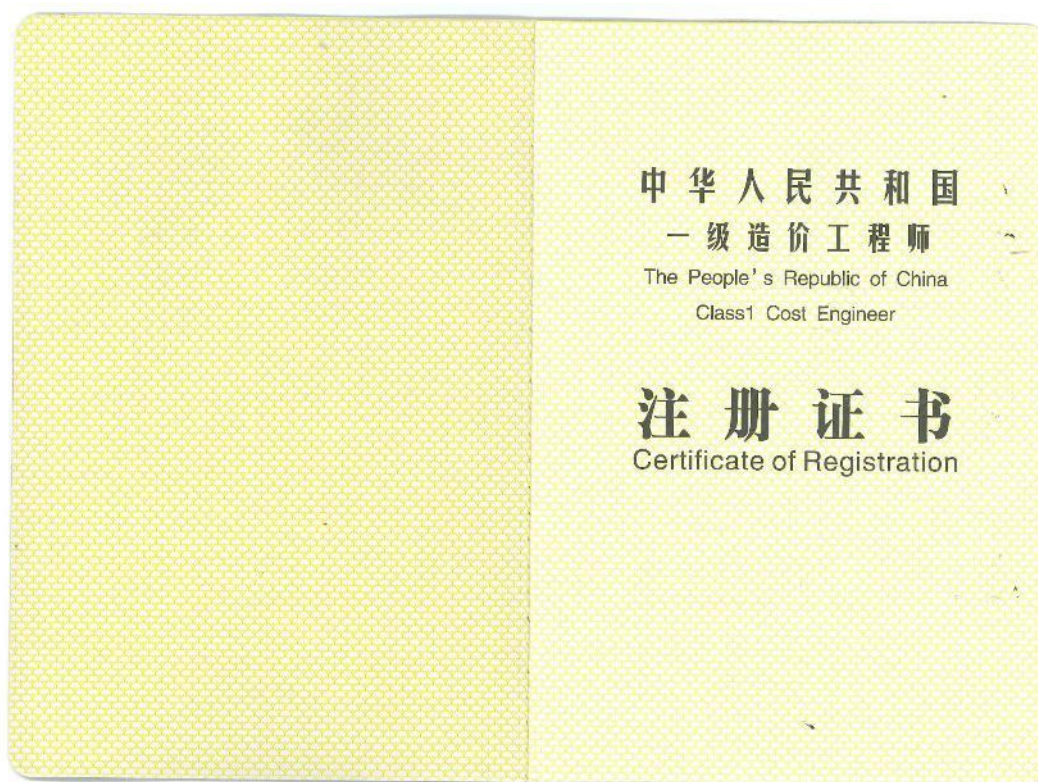 中华人民共和国
一级造价工程师
The People's Republic of China
Class1 Cost Engineer
注册证书
Certificate of Registration